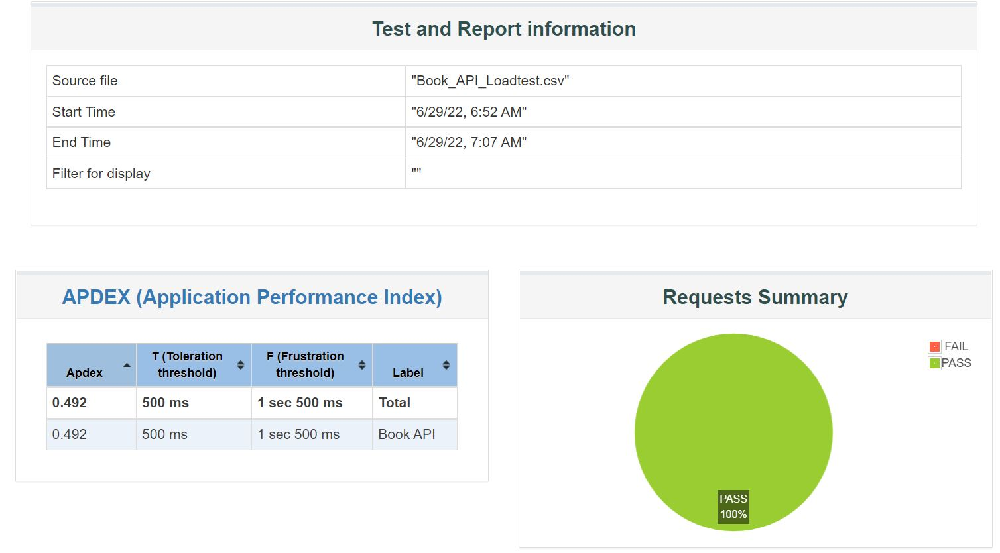 Test and Report information
Source file "Book_API_Loadtest.csv"
Start Time "6/29/22, 6:52 AM"
End Time "6/29/22, 7:07 AM"
Filter for display ""
APDEX (Application Performance Index)
Apdex T (Toleration threshold) F (Frustration threshold) Label
0.492 500 ms 1 sec 500 ms Total
0.492 500 ms 1 sec 500 ms Book API
Requests Summary
FAIL
PASS
PASS
100%